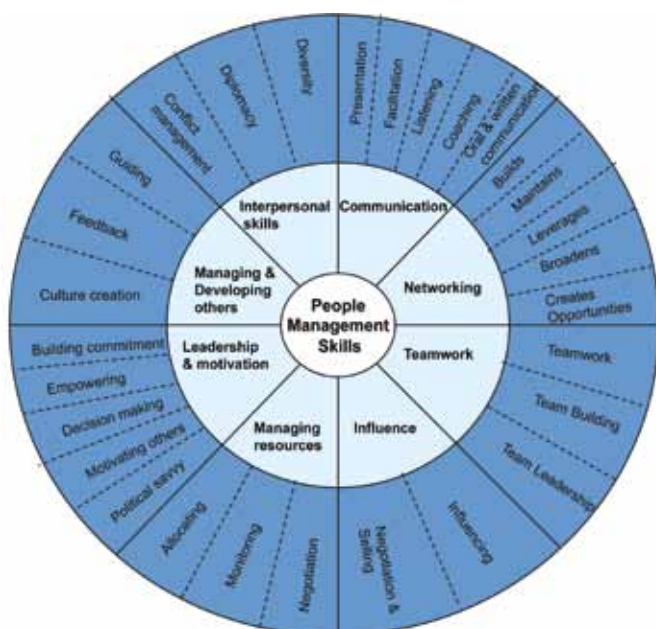 People
Management
Skills
Communication
Networking
Teamwork
Influence
Managing
resources
Leadership
& motivation
Managing &
Developing
others
Interpersonal
skills
Presentation
Facilitation
Listening
Coaching
Oral & written
communication
Builds
Maintains
Leverages
Broadens
Creates
Opportunities
Teamwork
Team Building
Team Leadership
Influencing
Negotiation &
Selling
Negotiation
Monitoring
Allocating
Political savvy
Motivating others
Decision making
Empowering
Building commitment
Culture creation
Feedback
Guiding
Conflict
management
Diplomacy
Diversity